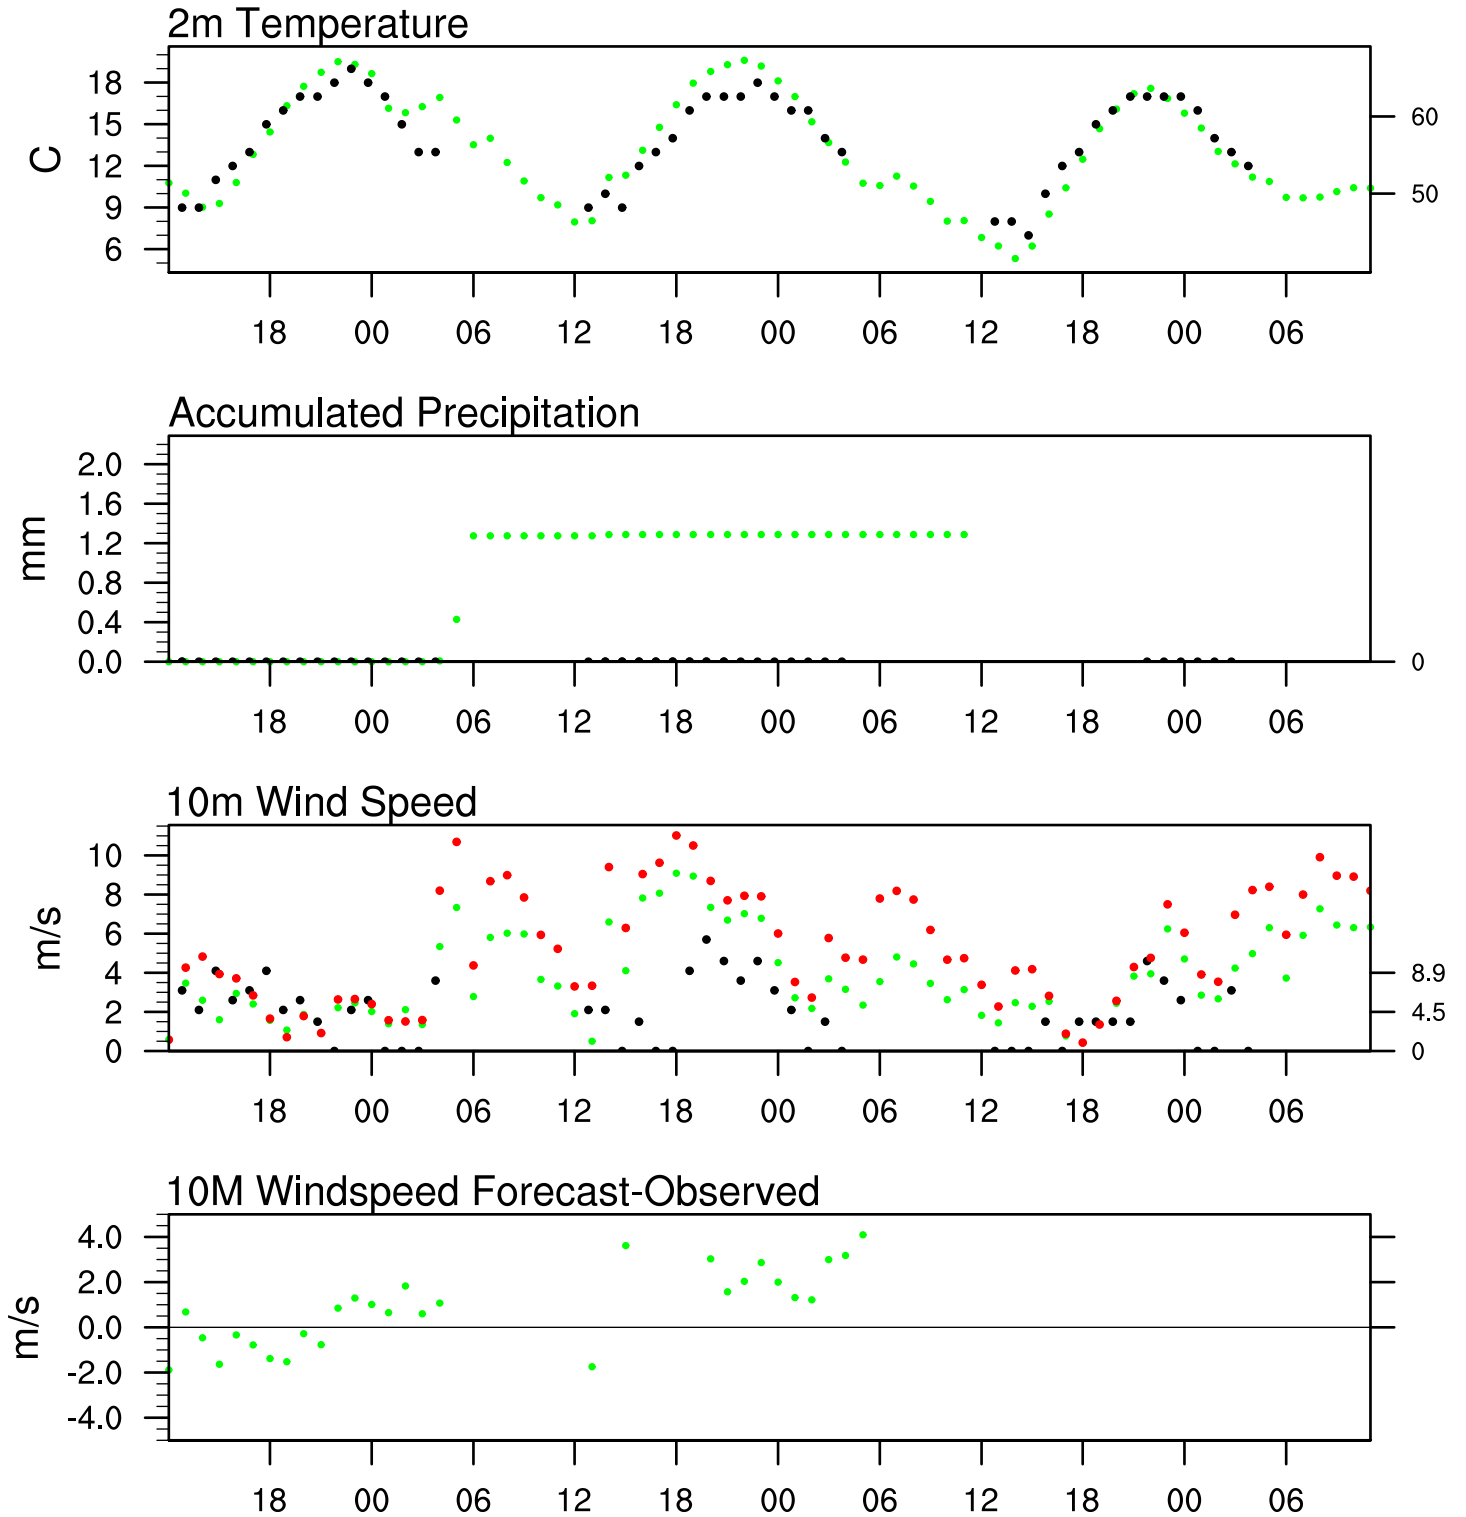 2m Temperature
18
15
12
9
6
C
60
50
18 00 06 12 18 00 06 12 18 00 06
Accumulated Precipitation
2.0
1.6
1.2
0.8
0.4
0.0
mm
0
18 00 06 12 18 00 06 12 18 00 06
10m Wind Speed
10
8
6
4
2
0
m/s
8.9
4.5
0
18 00 06 12 18 00 06 12 18 00 06
10M Windspeed Forecast-Observed
4.0
2.0
0.0
-2.0
-4.0
m/s
18 00 06 12 18 00 06 12 18 00 06